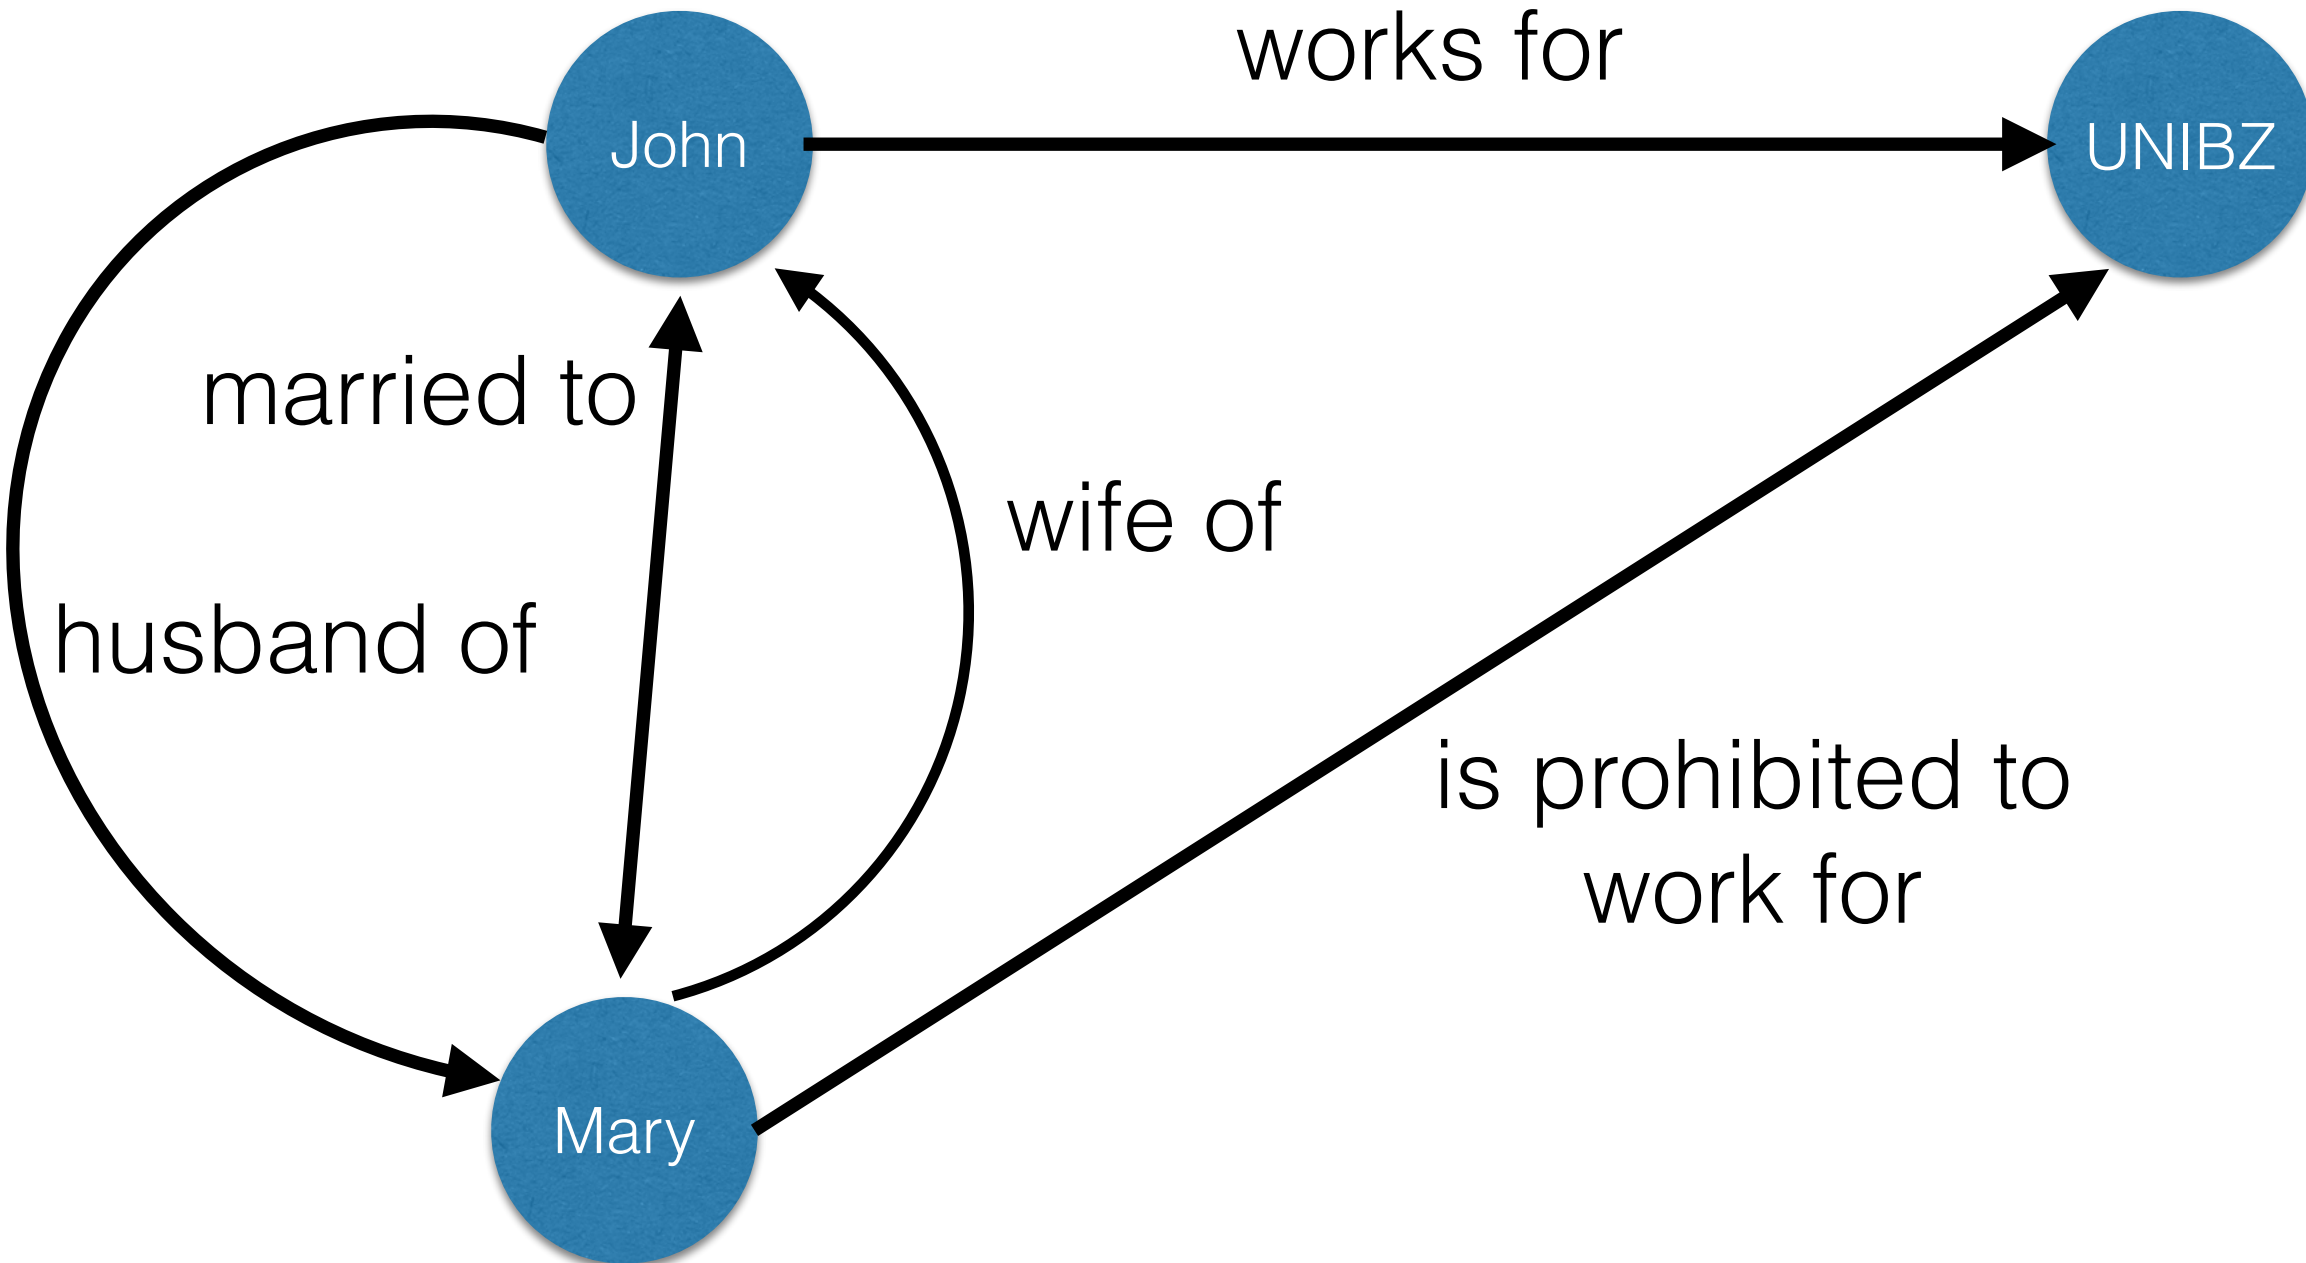 works for
John
UNIBZ
married to
wife of
husband of
is prohibited to
work for
Mary